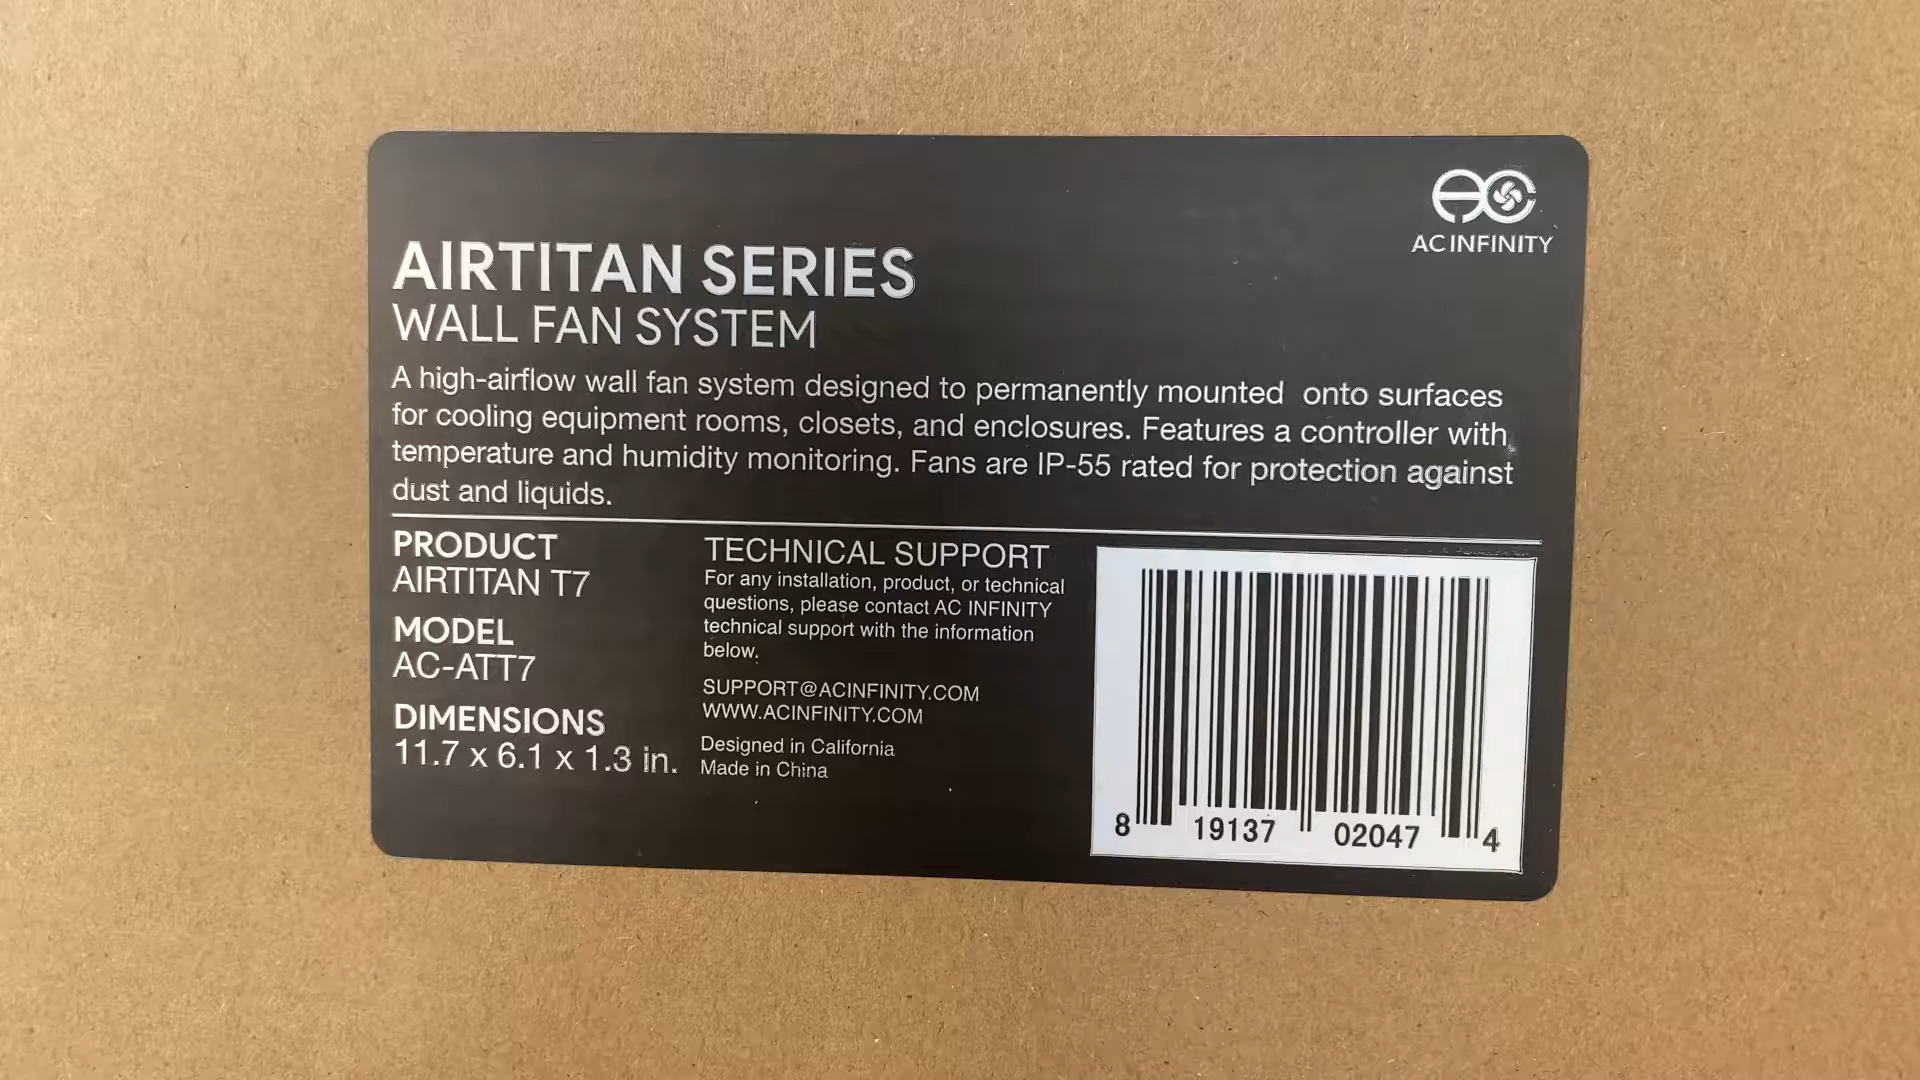 AC INFINITY
AIRTITAN SERIES
WALL FAN SYSTEM
A high-airflow wall fan system designed to permanently mounted onto surfaces
for cooling equipment rooms, closets, and enclosures. Features a controller with
temperature and humidity monitoring. Fans are IP-55 rated for protection against
dust and liquids.
PRODUCT
AIRTITAN T7
MODEL
AC-ATT7
DIMENSIONS
11.7 x 6.1 x 1.3 in.
TECHNICAL SUPPORT
For any installation, product, or technical
questions, please contact AC INFINITY
technical support with the information
below.
SUPPORT@ACINFINITY.COM
WWW.ACINFINITY.COM
Designed in California
Made in China
8 19137 02047 4